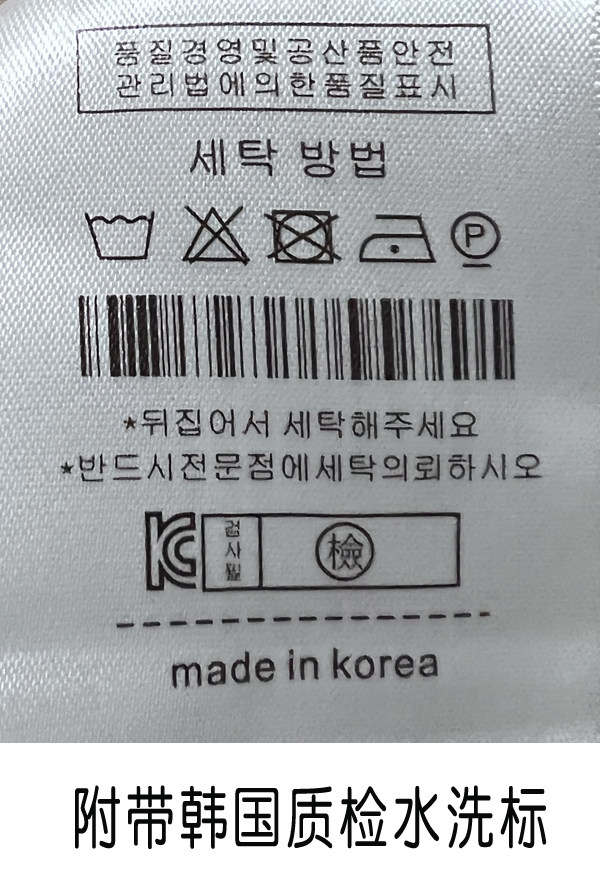 품질경영및공산품안전
관리법에의한품질표시
세탁 방법
P
*뒤집어서 세탁해주세요
*반드시전문점에세탁의뢰하시오
KC
검사필
檢
made in korea
附带韩国质检水洗标